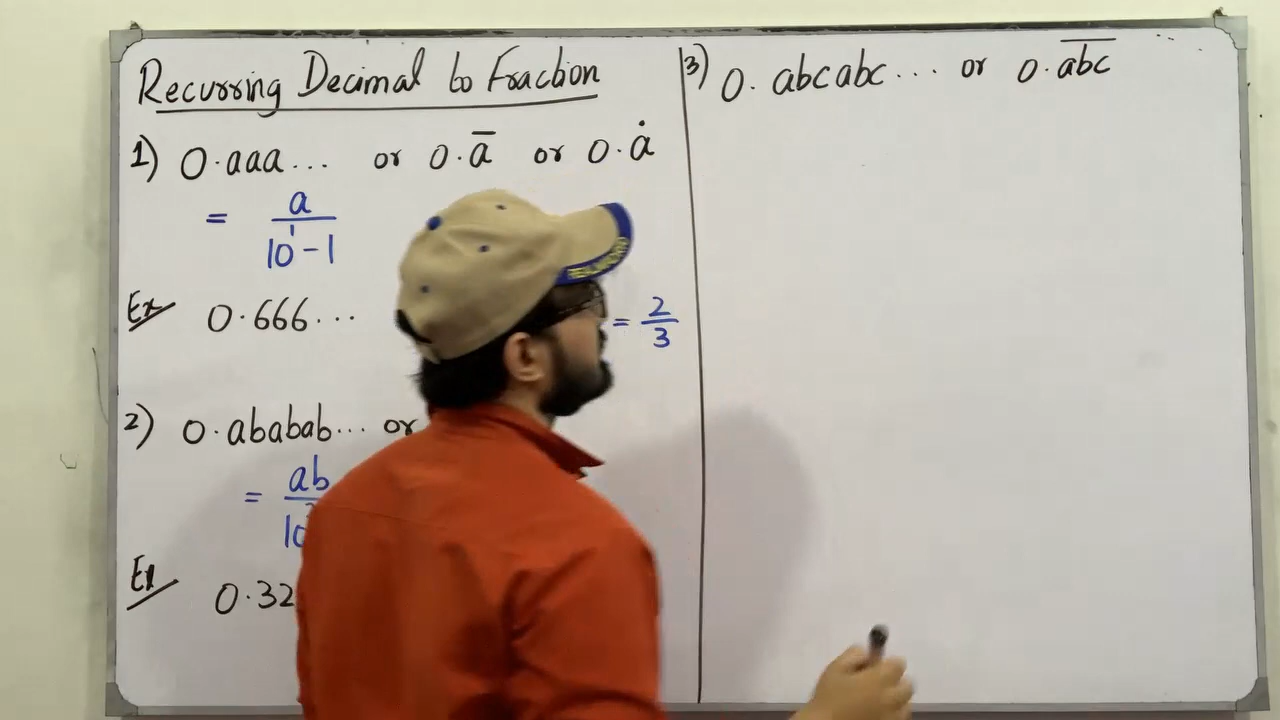 Recurring Decimal to Fraction
1) 0.aaa... or 0.a̅ or 0.ȧ
= a / 10¹-1
Ex 0.666... = 2/3
2) 0.ababab... or
= ab / 10
Ex 0.32
3) 0.abcabc... or 0.a̅b̅c̅